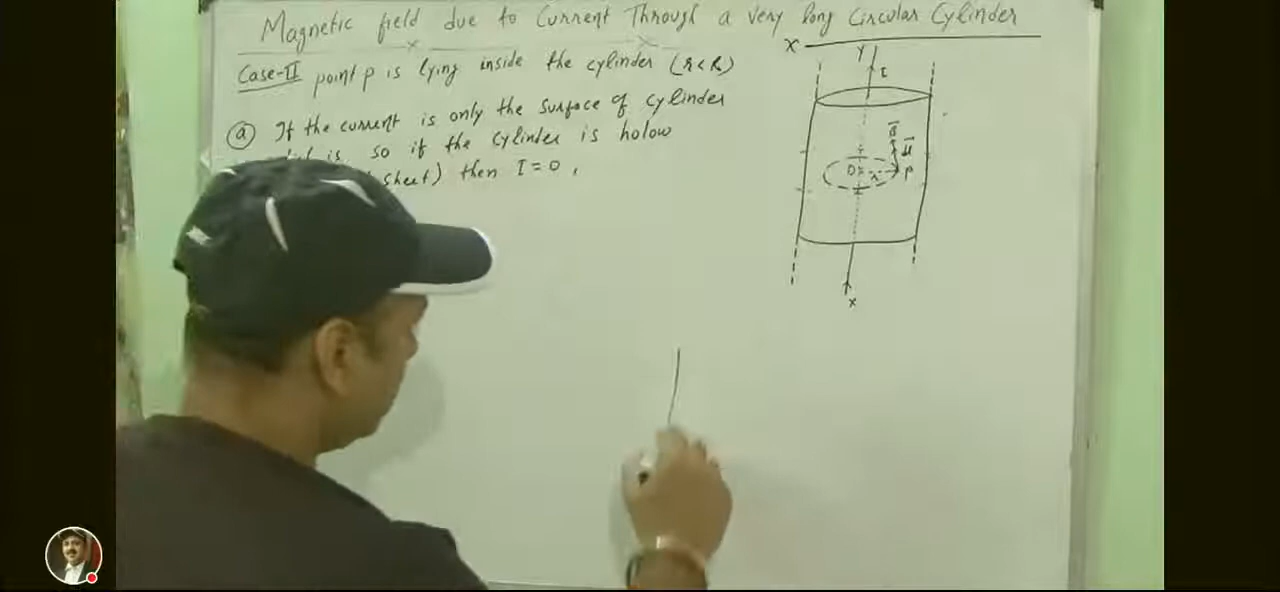 Magnetic field due to Current Through a Very Long Circular Cylinder
Case-II point P is lying inside the cylinder (r<R)
(a) If the current is only the surface of cylinder
is, so if the cylinder is holow
sheet) then I=0,
X
Y
I
B
dl
O
r
P
X